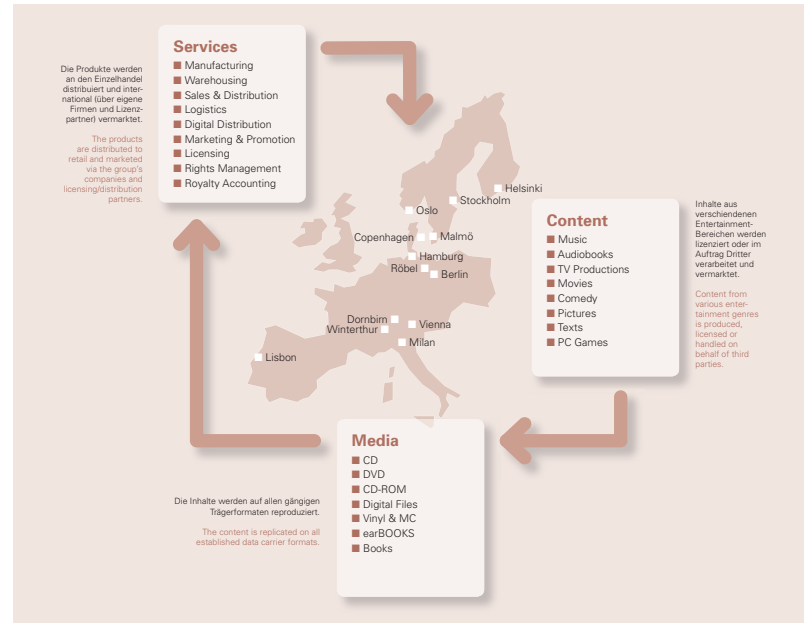 Services
Manufacturing
Warehousing
Sales & Distribution
Logistics
Digital Distribution
Marketing & Promotion
Licensing
Rights Management
Royalty Accounting
Die Produkte werden
an den Einzelhandel
distribuiert und inter-
national (über eigene
Firmen und Lizenz-
partner) vermarktet.
The products
are distributed to
retail and marketed
via the group's
companies and
licensing/distribution
partners.
Helsinki
Stockholm
Oslo
Copenhagen
Malmö
Hamburg
Röbel
Berlin
Dornbirn
Vienna
Winterthur
Milan
Lisbon
Content
Music
Audiobooks
TV Productions
Movies
Comedy
Pictures
Texts
PC Games
Inhalte aus
verschiendenen
Entertainment-
Bereichen werden
lizenziert oder im
Auftrag Dritter
verarbeitet und
vermarktet.
Content from
various enter-
tainment genres
is produced,
licensed or
handled on
behalf of third
parties.
Media
CD
DVD
CD-ROM
Digital Files
Vinyl & MC
earBOOKS
Books
Die Inhalte werden auf allen gängigen
Trägerformaten reproduziert.
The content is replicated on all
established data carrier formats.